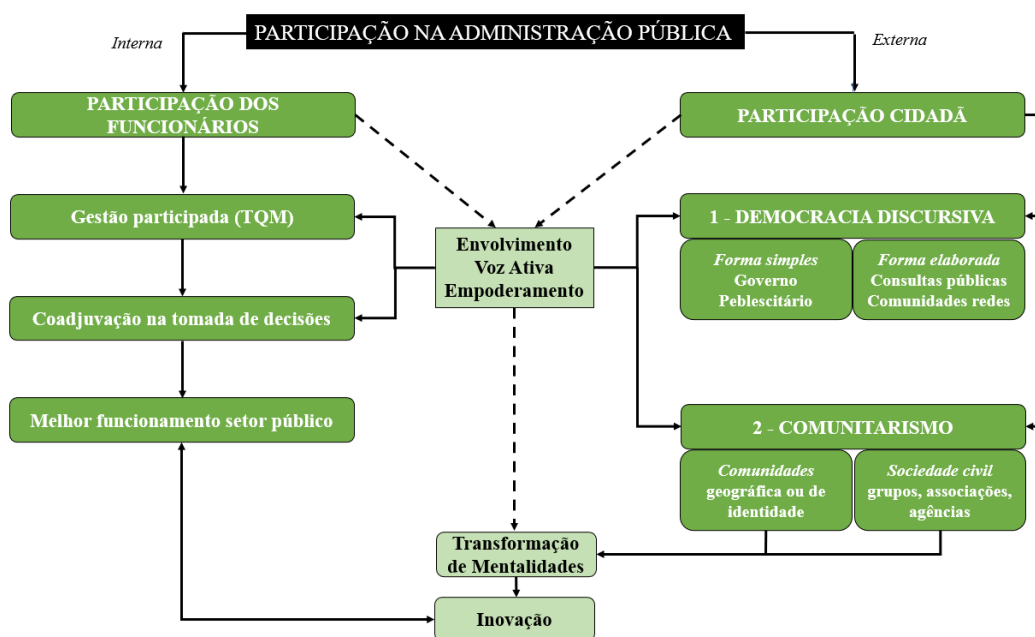 PARTICIPAÇÃO NA ADMINISTRAÇÃO PÚBLICA
Interna
Externa
PARTICIPAÇÃO DOS
FUNCIONÁRIOS
PARTICIPAÇÃO CIDADÃ
Gestão participada (TQM)
Envolvimento
Voz Ativa
Empoderamento
1 - DEMOCRACIA DISCURSIVA
Forma simples
Governo
Peblescitário
Forma elaborada
Consultas públicas
Comunidades redes
Coadjuvação na tomada de decisões
Melhor funcionamento setor público
2 - COMUNITARISMO
Comunidades
geográfica ou de
identidade
Sociedade civil
grupos, associações,
agências
Transformação
de Mentalidades
Inovação